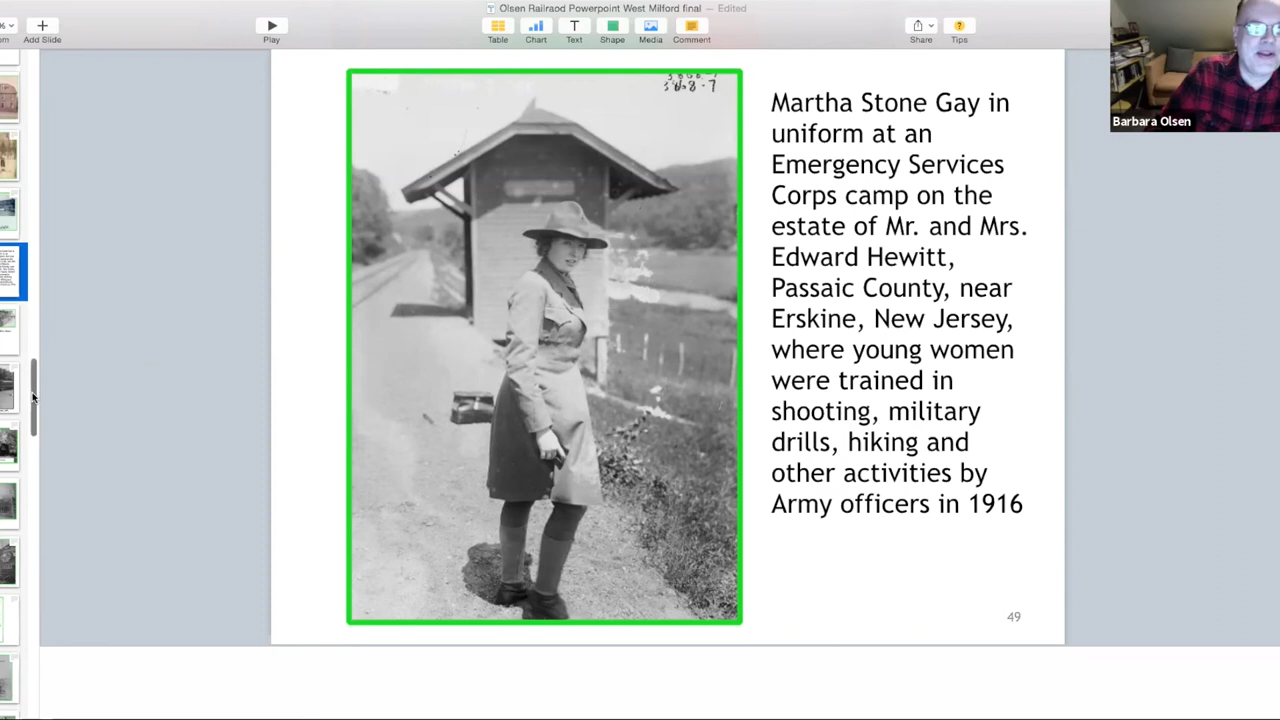 Olsen Railraod Powerpoint West Milford final — Edited
Add Slide
Play
Table
Chart
Text
Shape
Media
Comment
Share
Tips
Barbara Olsen
3868-7
Martha Stone Gay in
uniform at an
Emergency Services
Corps camp on the
estate of Mr. and Mrs.
Edward Hewitt,
Passaic County, near
Erskine, New Jersey,
where young women
were trained in
shooting, military
drills, hiking and
other activities by
Army officers in 1916
49